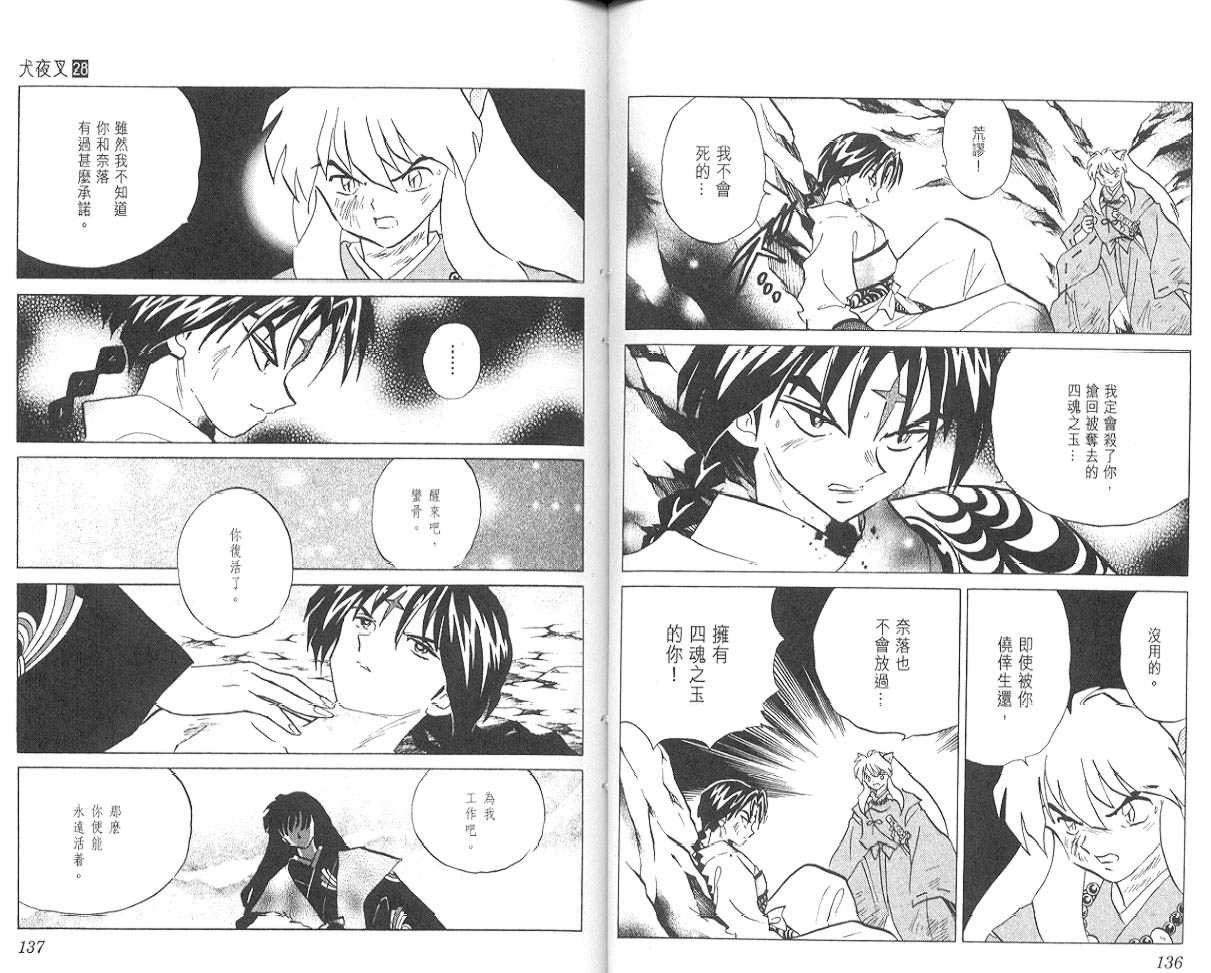 荒謬！
我不會
死的…
我定會殺了你，
搶回被奪去的
四魂之玉…
沒用的。
即使被你
僥倖生還，
奈落也
不會放過…
擁有
四魂之玉
的你！
136
犬夜叉28
雖然我不知道
你和奈落
有過甚麼承諾。
……
醒來吧，
蠻骨。
你復活了。
為我
工作吧。
那麼
你便能
永遠活着。
137